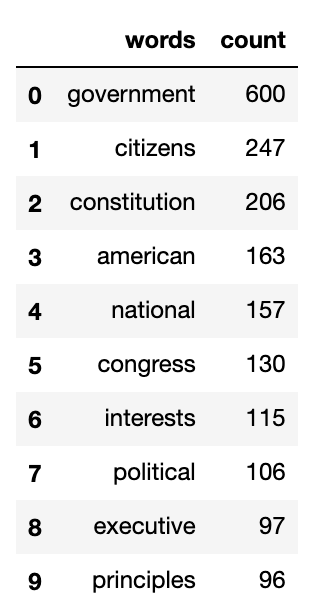 words count
0 government 600
1 citizens 247
2 constitution 206
3 american 163
4 national 157
5 congress 130
6 interests 115
7 political 106
8 executive 97
9 principles 96